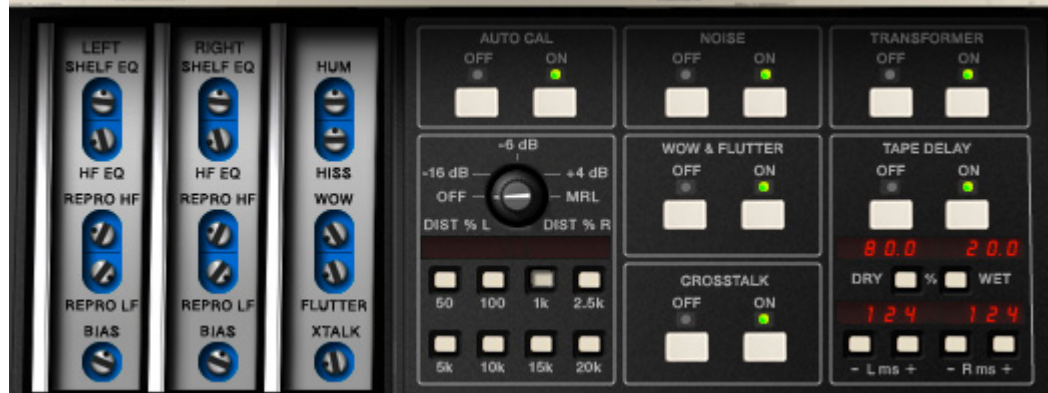 LEFT
SHELF EQ
HF EQ
REPRO HF
REPRO LF
BIAS
RIGHT
SHELF EQ
HF EQ
REPRO HF
REPRO LF
BIAS
HUM
HISS
WOW
FLUTTER
XTALK
AUTO CAL
OFF ON
-6 dB
-16 dB +4 dB
OFF MRL
DIST % L DIST % R
50 100 1k 2.5k
5k 10k 15k 20k
NOISE
OFF ON
WOW & FLUTTER
OFF ON
CROSSTALK
OFF ON
TRANSFORMER
OFF ON
TAPE DELAY
OFF ON
80.0 20.0
DRY % WET
124 124
- L ms + - R ms +